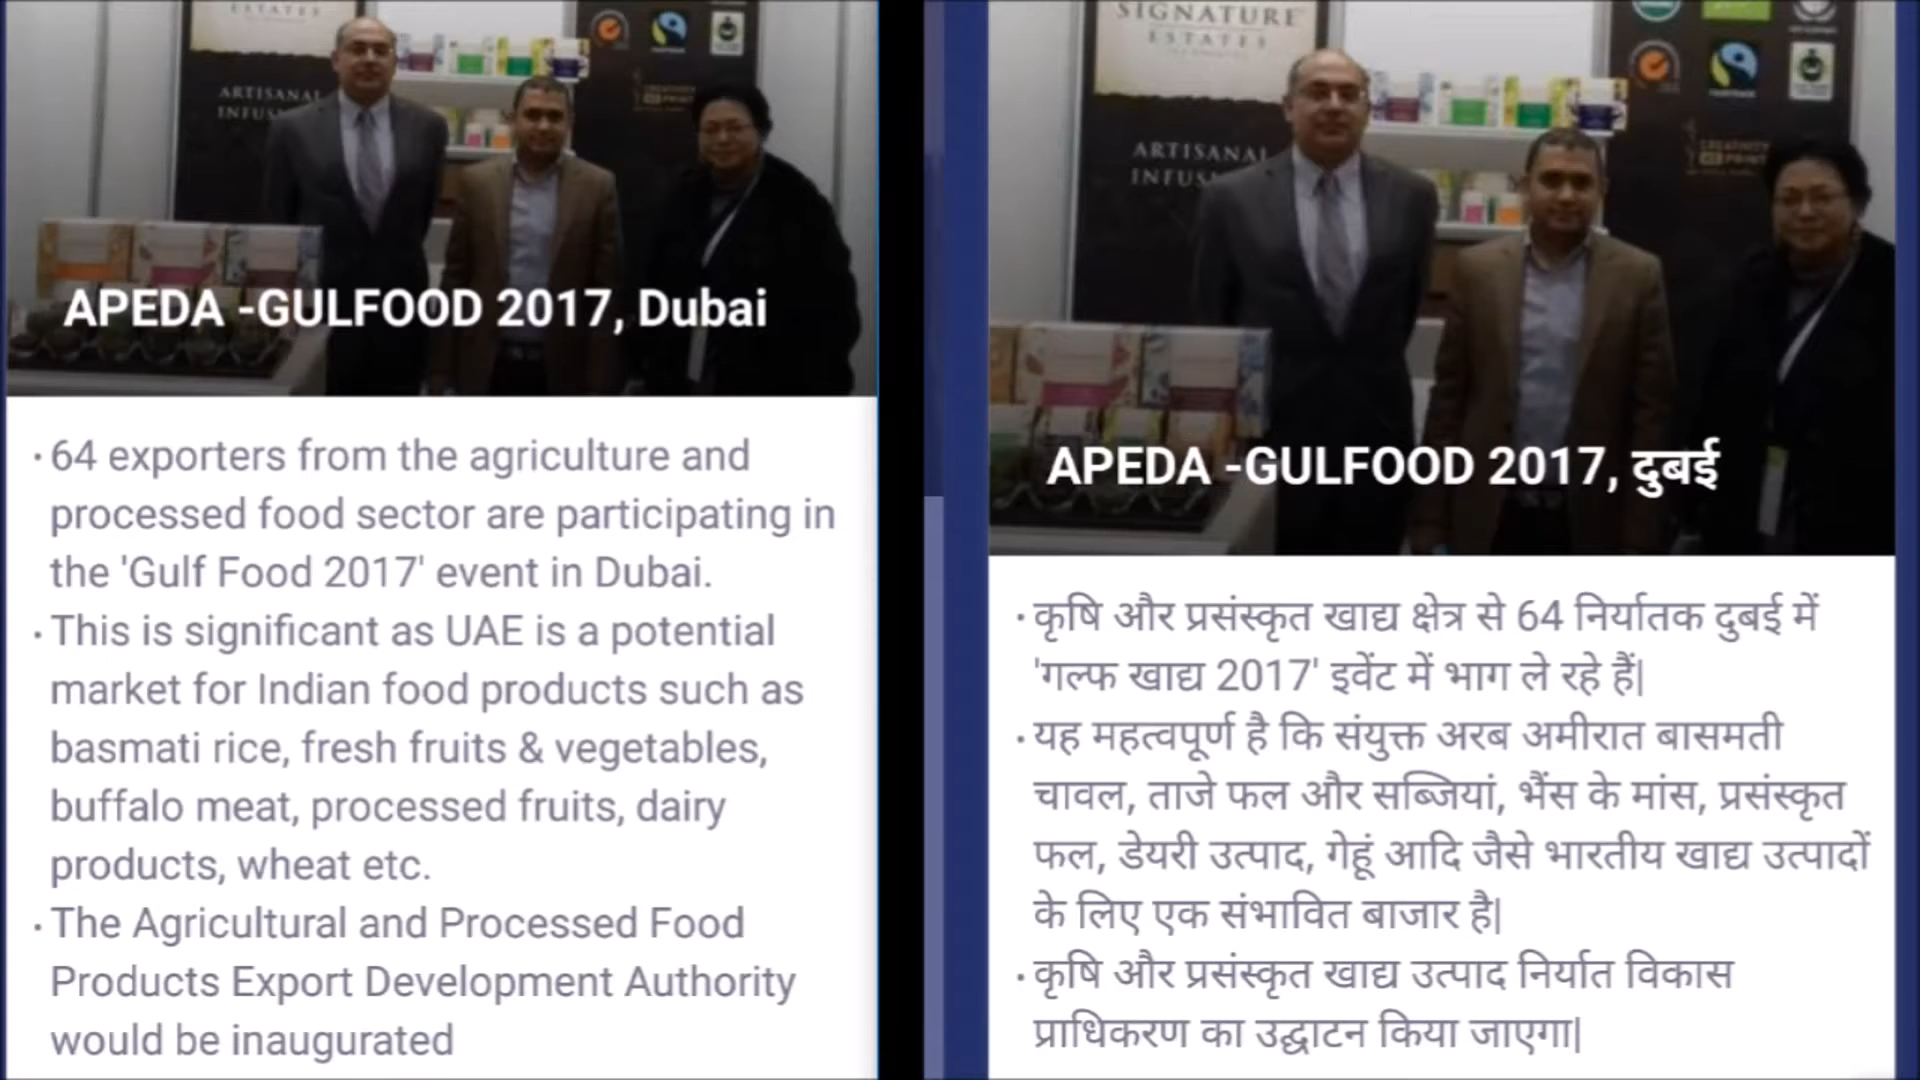 ESTATES
ARTISANAL
INFUS
APEDA -GULFOOD 2017, Dubai
· 64 exporters from the agriculture and
processed food sector are participating in
the 'Gulf Food 2017' event in Dubai.
· This is significant as UAE is a potential
market for Indian food products such as
basmati rice, fresh fruits & vegetables,
buffalo meat, processed fruits, dairy
products, wheat etc.
· The Agricultural and Processed Food
Products Export Development Authority
would be inaugurated
SIGNATURE
ESTATES
ARTISANAL
INFUS
APEDA -GULFOOD 2017, दुबई
· कृषि और प्रसंस्कृत खाद्य क्षेत्र से 64 निर्यातक दुबई में
'गल्फ खाद्य 2017' इवेंट में भाग ले रहे हैं|
· यह महत्वपूर्ण है कि संयुक्त अरब अमीरात बासमती
चावल, ताजे फल और सब्जियां, भैंस के मांस, प्रसंस्कृत
फल, डेयरी उत्पाद, गेहूं आदि जैसे भारतीय खाद्य उत्पादों
के लिए एक संभावित बाजार है|
· कृषि और प्रसंस्कृत खाद्य उत्पाद निर्यात विकास
प्राधिकरण का उद्घाटन किया जाएगा|